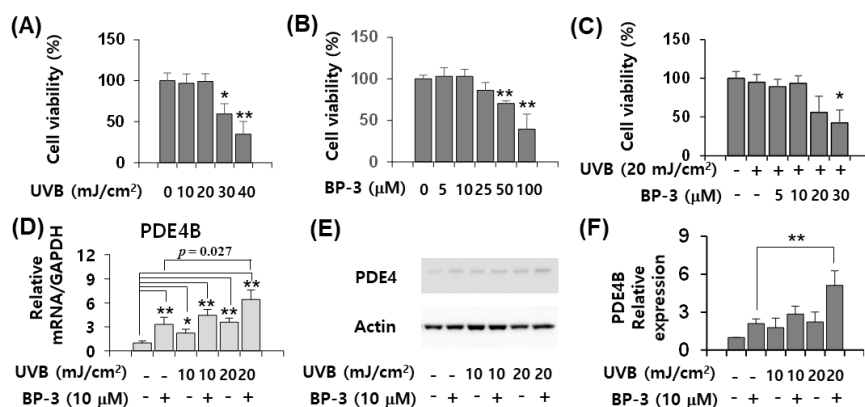 (A)
Cell viability (%)
150
100
50
0
*
**
UVB (mJ/cm²)
0 10 20 30 40
(B)
Cell viability (%)
150
100
50
0
**
**
BP-3 (μM)
0 5 10 25 50 100
(C)
Cell viability (%)
150
100
50
0
*
UVB (20 mJ/cm²) - + + + + +
BP-3 (μM) - - 5 10 20 30
(D)
PDE4B
Relative
mRNA/GAPDH
12
9
6
3
0
p = 0.027
** * ** ** **
UVB (mJ/cm²) - - 10 10 20 20
BP-3 (10 μM) - + - + - +
(E)
PDE4
Actin
UVB (mJ/cm²) - - 10 10 20 20
BP-3 (10 μM) - + - + - +
(F)
PDE4B
Relative
expression
9
6
3
0
**
UVB (mJ/cm²) - - 10 10 20 20
BP-3 (10 μM) - + - + - +